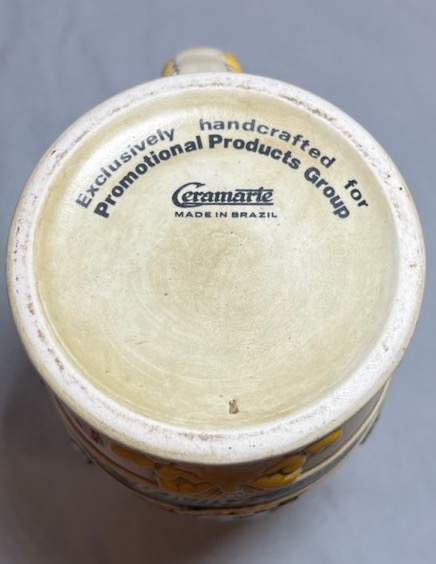 Exclusively handcrafted for
Promotional Products Group
Ceramarte
MADE IN BRAZIL